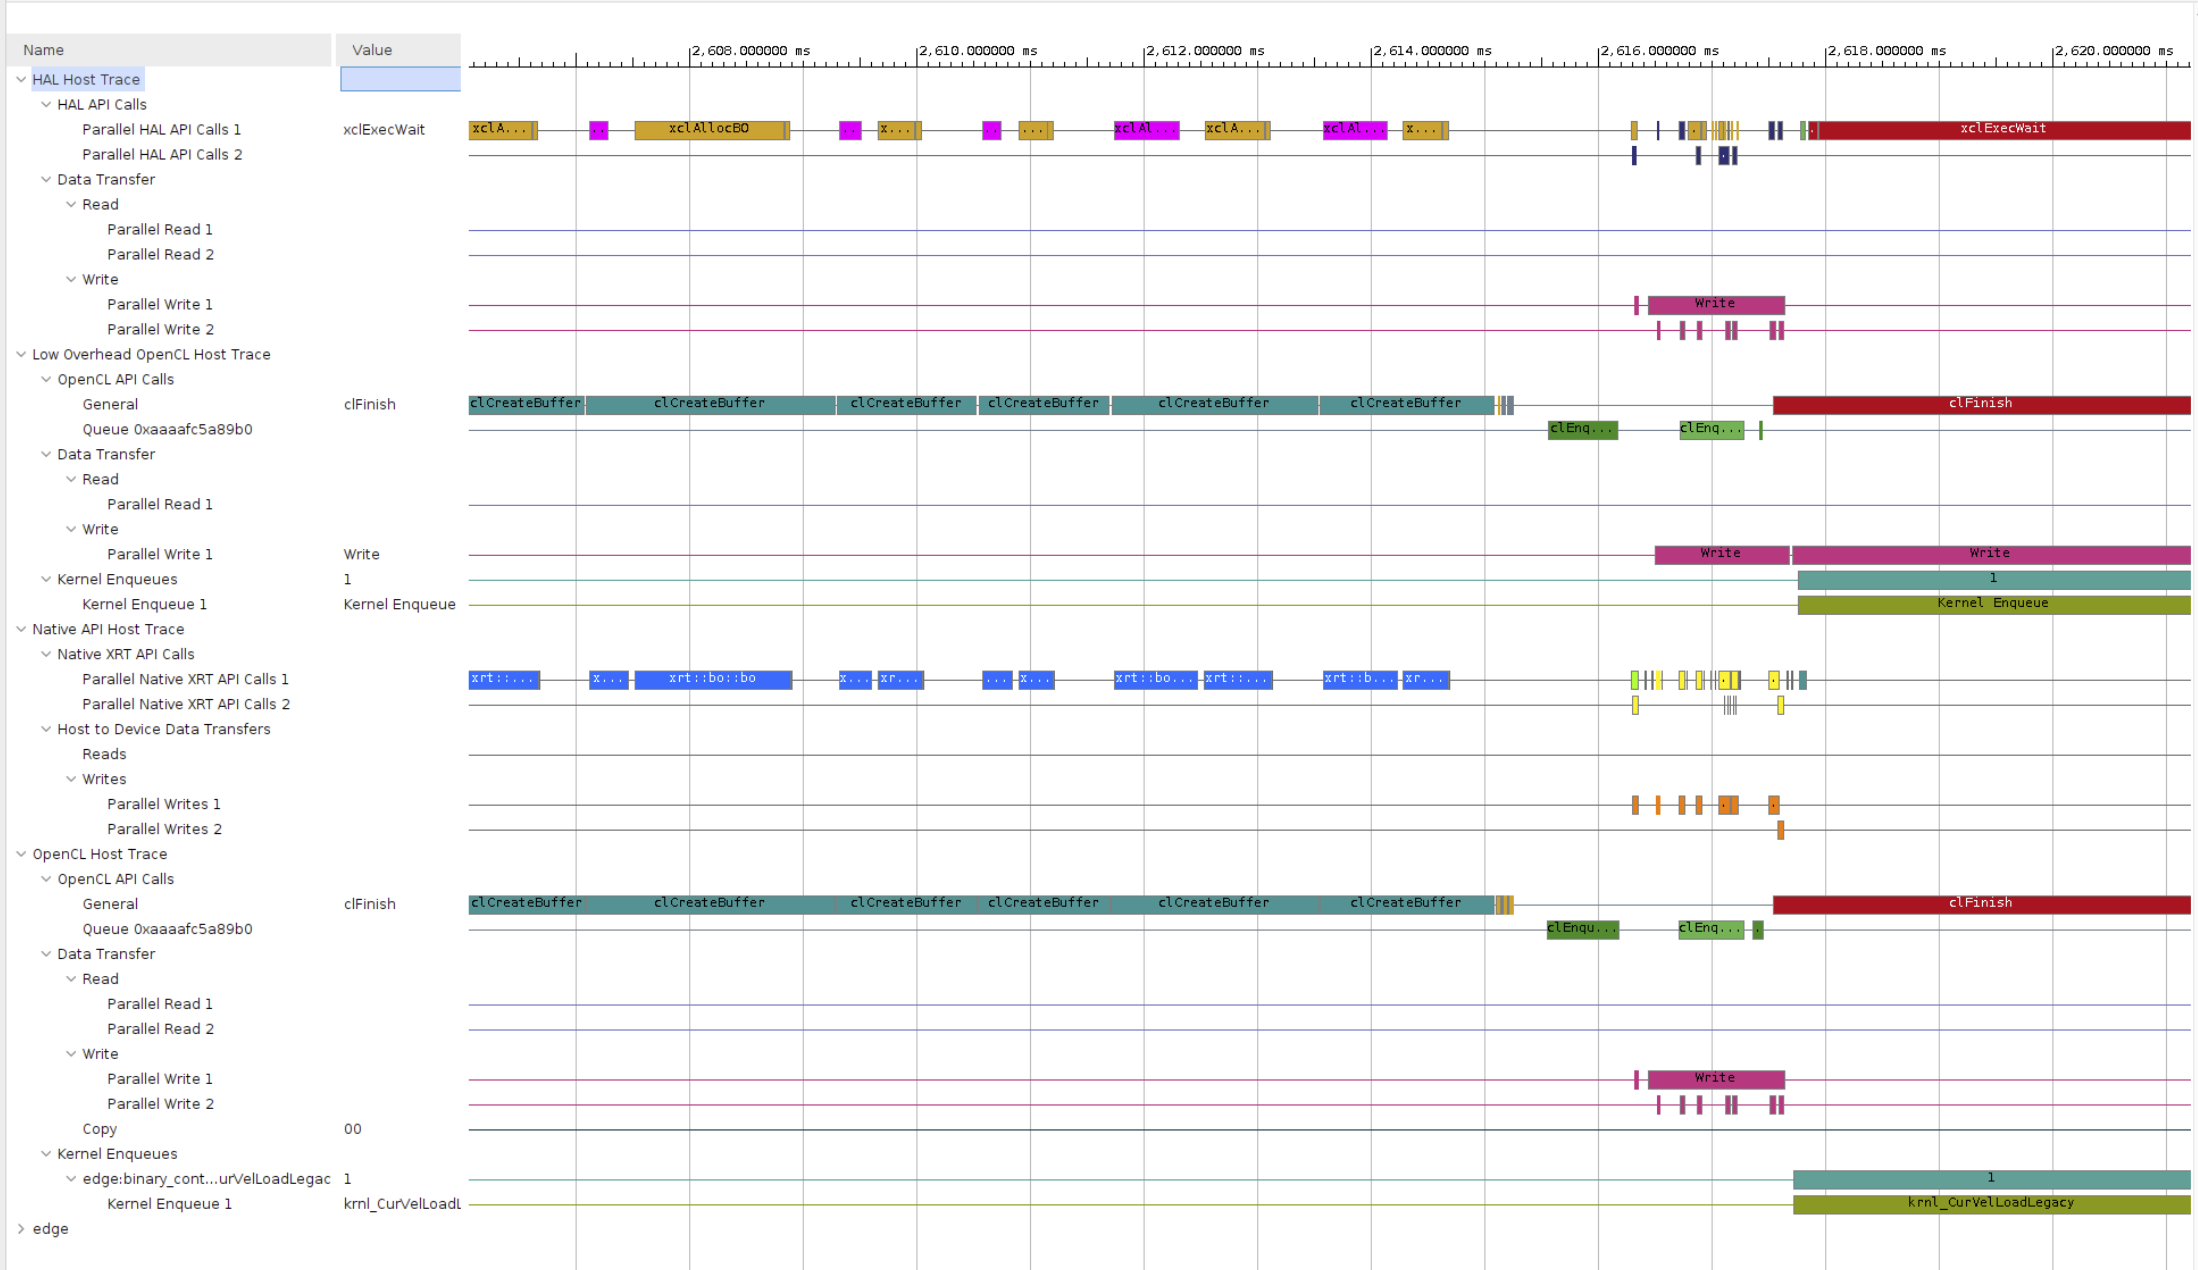 Name Value 2,608.000000 ms 2,610.000000 ms 2,612.000000 ms 2,614.000000 ms 2,616.000000 ms 2,618.000000 ms 2,620.000000 ms
HAL Host Trace
HAL API Calls
Parallel HAL API Calls 1 xclExecWait xclA... .. xclAllocBO .. x... .. ... xclAl... xclA... xclAl... x... xclExecWait
Parallel HAL API Calls 2
Data Transfer
Read
Parallel Read 1
Parallel Read 2
Write
Parallel Write 1 Write
Parallel Write 2
Low Overhead OpenCL Host Trace
OpenCL API Calls
General clFinish clCreateBuffer clCreateBuffer clCreateBuffer clCreateBuffer clCreateBuffer clCreateBuffer clFinish
Queue 0xaaaafc5a89b0 clEnq... clEnq...
Data Transfer
Read
Parallel Read 1
Write
Parallel Write 1 Write Write Write
Kernel Enqueues 1 1
Kernel Enqueue 1 Kernel Enqueue Kernel Enqueue
Native API Host Trace
Native XRT API Calls
Parallel Native XRT API Calls 1 xrt::... x... xrt::bo::bo x... xr... ... x... xrt::bo... xrt::... xrt::b... xr...
Parallel Native XRT API Calls 2
Host to Device Data Transfers
Reads
Writes
Parallel Writes 1
Parallel Writes 2
OpenCL Host Trace
OpenCL API Calls
General clFinish clCreateBuffer clCreateBuffer clCreateBuffer clCreateBuffer clCreateBuffer clCreateBuffer clFinish
Queue 0xaaaafc5a89b0 clEnqu... clEnq... .
Data Transfer
Read
Parallel Read 1
Parallel Read 2
Write
Parallel Write 1 Write
Parallel Write 2
Copy 00
Kernel Enqueues
edge:binary_cont...urVelLoadLegac 1 1
Kernel Enqueue 1 krnl_CurVelLoadL krnl_CurVelLoadLegacy
edge